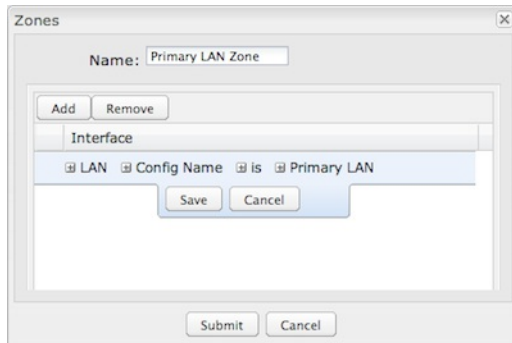 Zones
Name: Primary LAN Zone
Add Remove
Interface
LAN Config Name is Primary LAN
Save Cancel
Submit Cancel